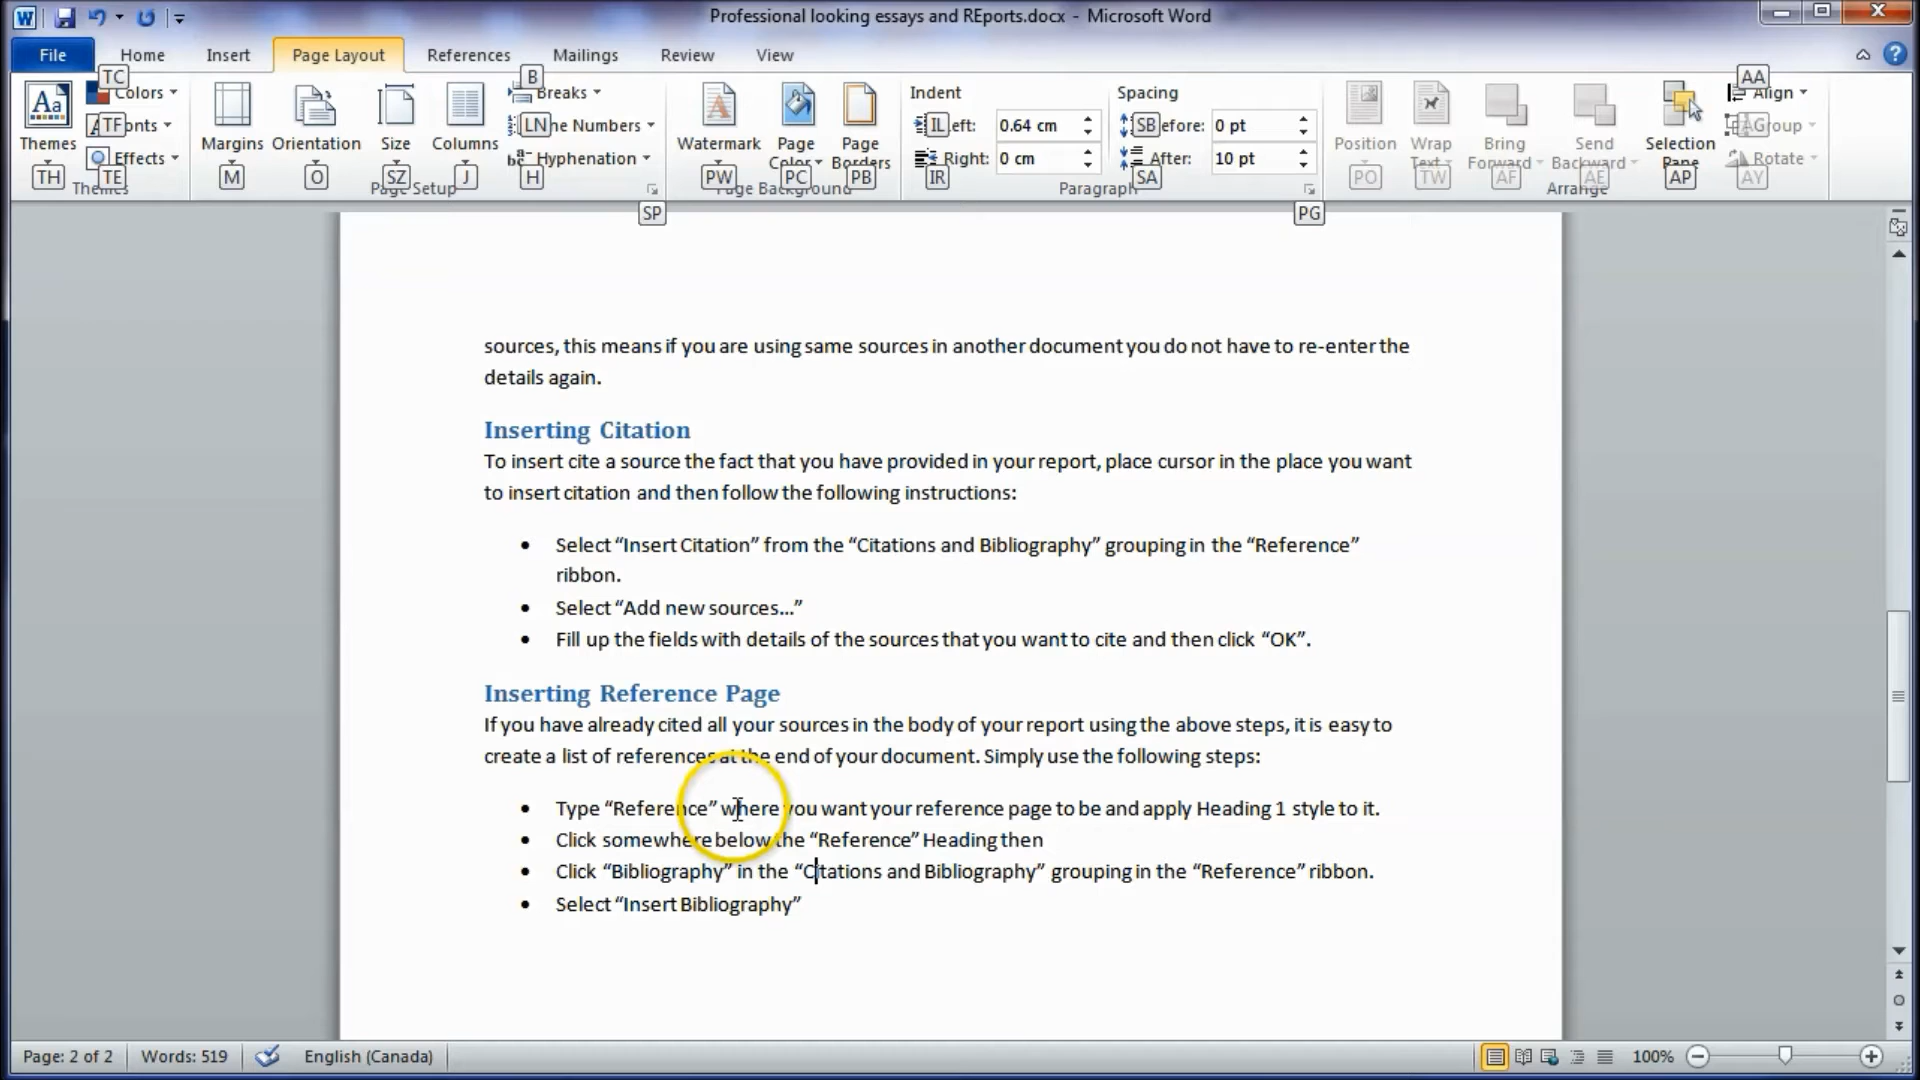 Professional looking essays and REports.docx - Microsoft Word
File Home Insert Page Layout References Mailings Review View
TC B AA
Aa Colors Breaks Indent Spacing Align
TF onts LN ne Numbers IL Left: 0.64 cm SB efore: 0 pt Group
Themes Margins Orientation Size Columns Watermark Page Color Page Borders Position Wrap Text Bring Forward Send Backward Selection Pane
Effects Hyphenation Right: 0 cm After: 10 pt Rotate
TH TE M O SZ J H PW PC PB IR SA PO TW AF AE AP AY
Themes Page Setup Page Background Paragraph Arrange
SP PG
sources, this means if you are using same sources in another document you do not have to re-enter the
details again.
Inserting Citation
To insert cite a source the fact that you have provided in your report, place cursor in the place you want
to insert citation and then follow the following instructions:
• Select “Insert Citation” from the “Citations and Bibliography” grouping in the “Reference”
ribbon.
• Select “Add new sources...”
• Fill up the fields with details of the sources that you want to cite and then click “OK”.
Inserting Reference Page
If you have already cited all your sources in the body of your report using the above steps, it is easy to
create a list of references at the end of your document. Simply use the following steps:
• Type “Reference” where you want your reference page to be and apply Heading 1 style to it.
• Click somewhere below the “Reference” Heading then
• Click “Bibliography” in the “Citations and Bibliography” grouping in the “Reference” ribbon.
• Select “Insert Bibliography”
Page: 2 of 2 Words: 519 English (Canada) 100%